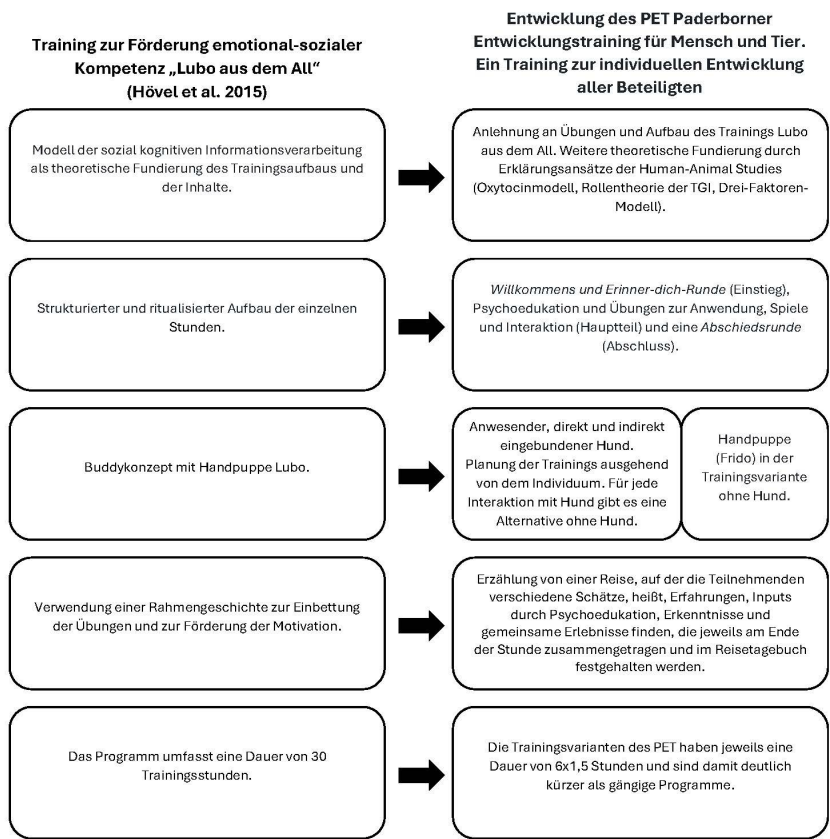 Training zur Förderung emotional-sozialer
Kompetenz „Lubo aus dem All“
(Hövel et al. 2015)
Entwicklung des PET Paderborner
Entwicklungstraining für Mensch und Tier.
Ein Training zur individuellen Entwicklung
aller Beteiligten
Modell der sozial kognitiven Informationsverarbeitung
als theoretische Fundierung des Trainingsaufbaus und
der Inhalte.
Anlehnung an Übungen und Aufbau des Trainings Lubo
aus dem All. Weitere theoretische Fundierung durch
Erklärungsansätze der Human-Animal Studies
(Oxytocinmodell, Rollentheorie der TGI, Drei-Faktoren-
Modell).
Strukturierter und ritualisierter Aufbau der einzelnen
Stunden.
Willkommens und Erinner-dich-Runde (Einstieg),
Psychoedukation und Übungen zur Anwendung, Spiele
und Interaktion (Hauptteil) und eine Abschiedsrunde
(Abschluss).
Buddykonzept mit Handpuppe Lubo.
Anwesender, direkt und indirekt
eingebundener Hund.
Planung der Trainings ausgehend
von dem Individuum. Für jede
Interaktion mit Hund gibt es eine
Alternative ohne Hund.
Handpuppe
(Frido) in der
Trainingsvariante
ohne Hund.
Verwendung einer Rahmengeschichte zur Einbettung
der Übungen und zur Förderung der Motivation.
Erzählung von einer Reise, auf der die Teilnehmenden
verschiedene Schätze, heißt, Erfahrungen, Inputs
durch Psychoedukation, Erkenntnisse und
gemeinsame Erlebnisse finden, die jeweils am Ende
der Stunde zusammengetragen und im Reisetagebuch
festgehalten werden.
Das Programm umfasst eine Dauer von 30
Trainingsstunden.
Die Trainingsvarianten des PET haben jeweils eine
Dauer von 6x1,5 Stunden und sind damit deutlich
kürzer als gängige Programme.